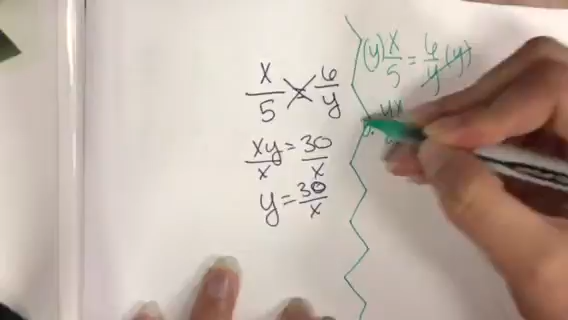 x/5 = 6/y
xy/x = 30/x
y = 30/x
(y) x/5 = 6/y (y)
yx